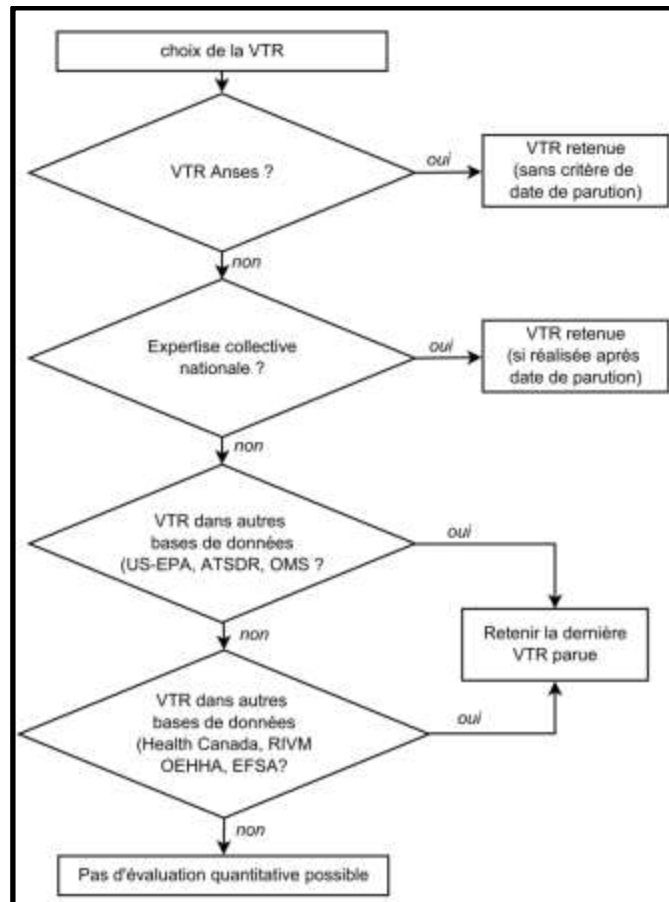 choix de la VTR
VTR Anses ?
oui
VTR retenue
(sans critère de
date de parution)
non
Expertise collective
nationale ?
oui
VTR retenue
(si réalisée après
date de parution)
non
VTR dans autres
bases de données
(US-EPA, ATSDR, OMS ?
oui
Retenir la dernière
VTR parue
non
VTR dans autres
bases de données
(Health Canada, RIVM
OEHHA, EFSA?
oui
non
Pas d'évaluation quantitative possible